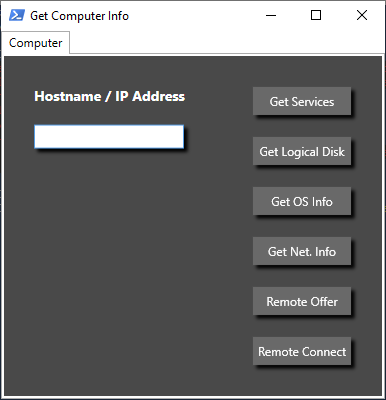 Get Computer Info
Computer
Hostname / IP Address
Get Services
Get Logical Disk
Get OS Info
Get Net. Info
Remote Offer
Remote Connect